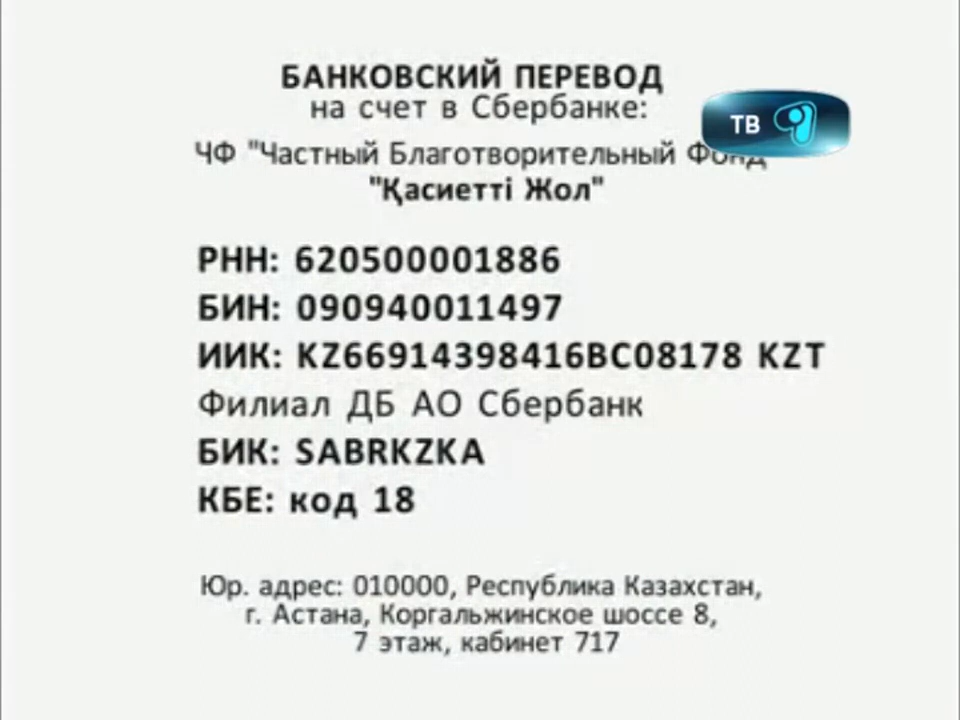 БАНКОВСКИЙ ПЕРЕВОД
на счет в Сбербанке:
ТВ
ЧФ "Частный Благотворительный Фонд"
"Қасиетті Жол"
РНН: 620500001886
БИН: 090940011497
ИИК: KZ66914398416BC08178 KZT
Филиал ДБ АО Сбербанк
БИК: SABRKZKA
КБЕ: код 18
Юр. адрес: 010000, Республика Казахстан,
г. Астана, Коргальжинское шоссе 8,
7 этаж, кабинет 717